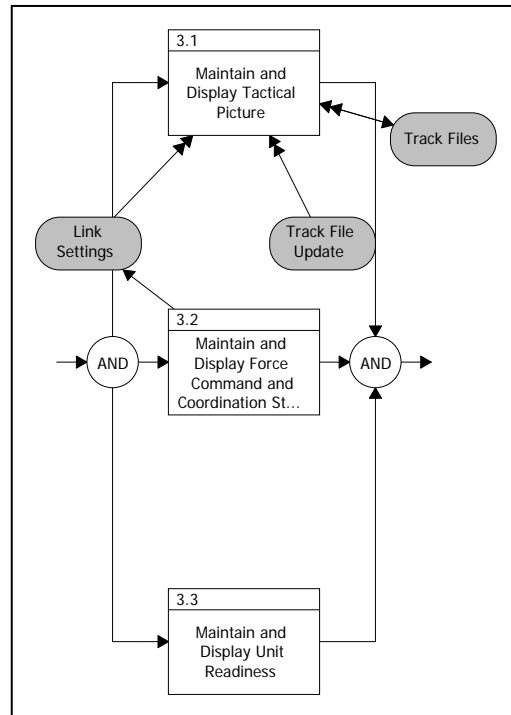 3.1
Maintain and
Display Tactical
Picture
Track Files
Link
Settings
Track File
Update
3.2
Maintain and
Display Force
Command and
Coordination St...
AND
AND
3.3
Maintain and
Display Unit
Readiness